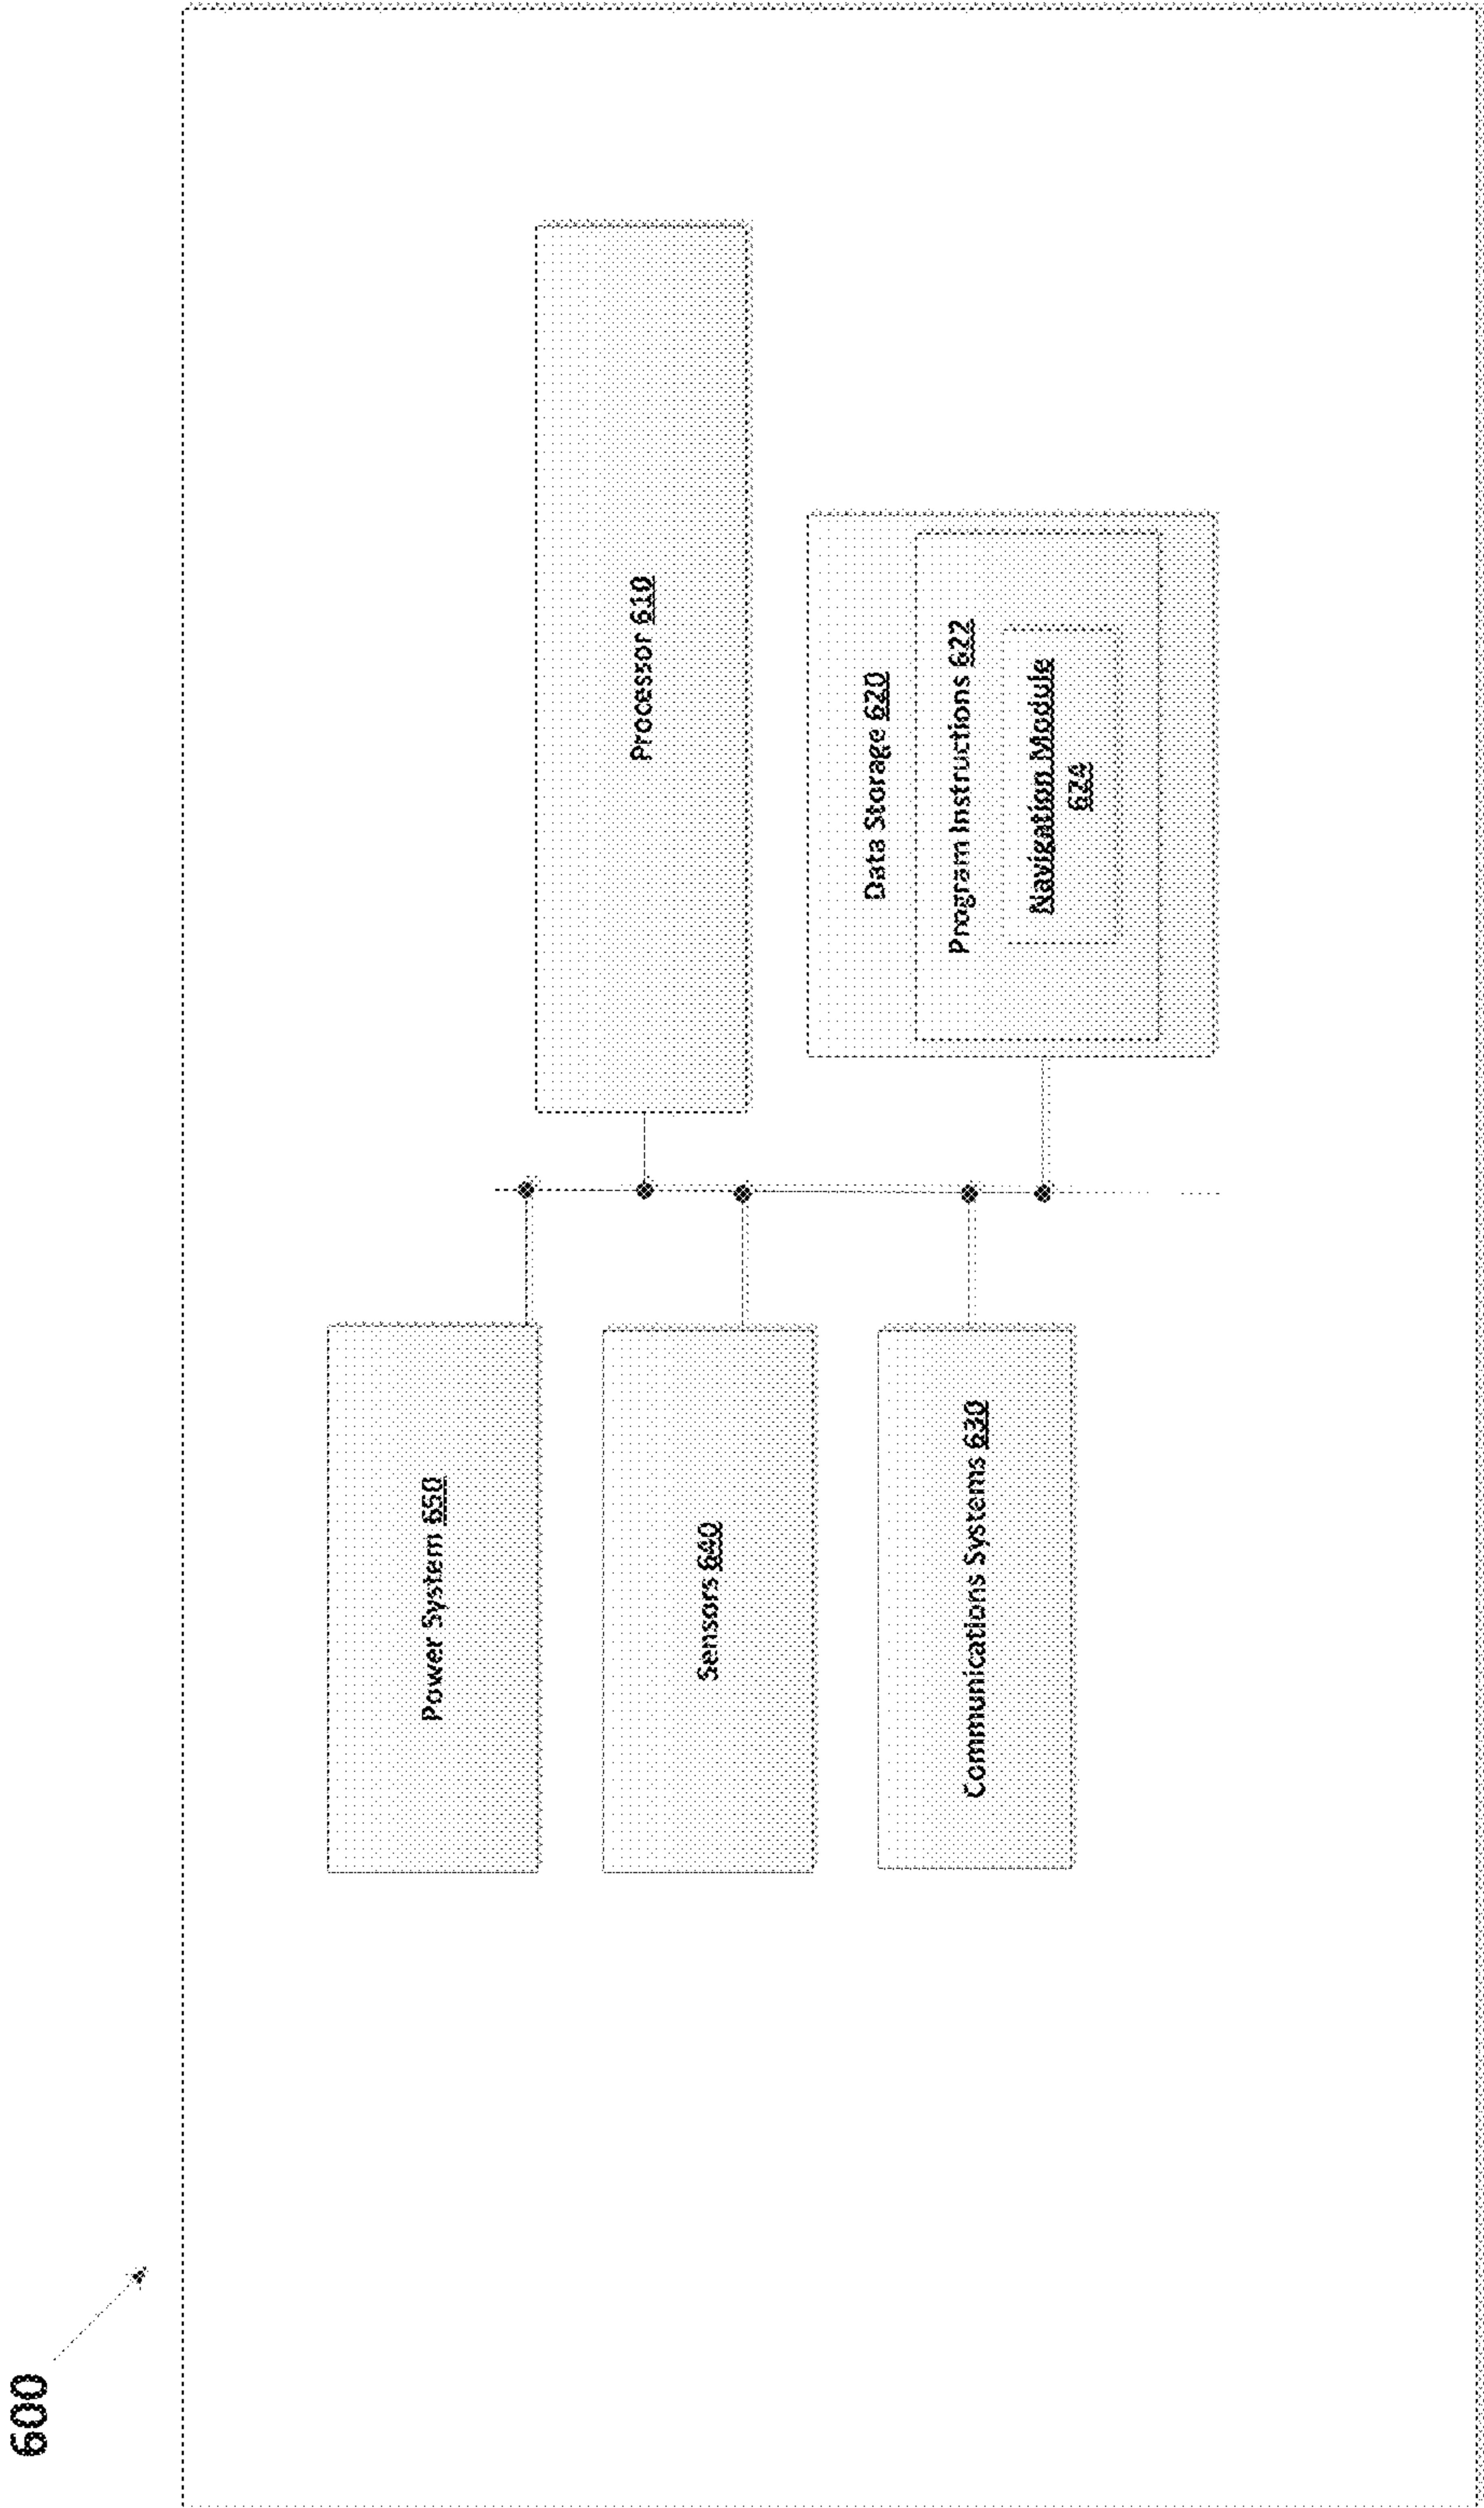 600
Power System 650
Processor 610
Sensors 640
Data Storage 620
Program Instructions 622
Communications Systems 630
Navigation Module
624